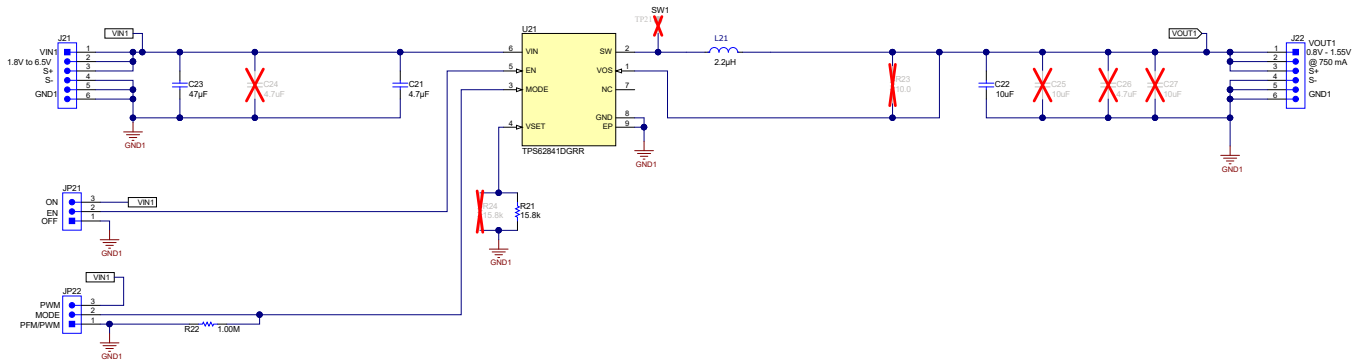 SW1
TP21
J21
VIN1
U21
L21
2.2µH
VOUT1
J22
VIN1
1.8V to 6.5V
S+
S-
GND1
1
2
3
4
5
6
C23
47µF
C24
4.7uF
C21
4.7µF
6
VIN
5
EN
3
MODE
4
VSET
SW
2
VOS
1
NC
7
GND
8
EP
9
TPS62841DGRR
R23
10.0
C22
10uF
C25
10uF
C26
4.7uF
C27
10uF
1
2
3
4
5
6
VOUT1
0.8V - 1.55V
@ 750 mA
S+
S-
GND1
GND1
GND1
GND1
JP21
ON
EN
OFF
3
2
1
VIN1
GND1
R24
15.8k
R21
15.8k
GND1
VIN1
JP22
PWM
MODE
PFM/PWM
3
2
1
R22
1.00M
GND1